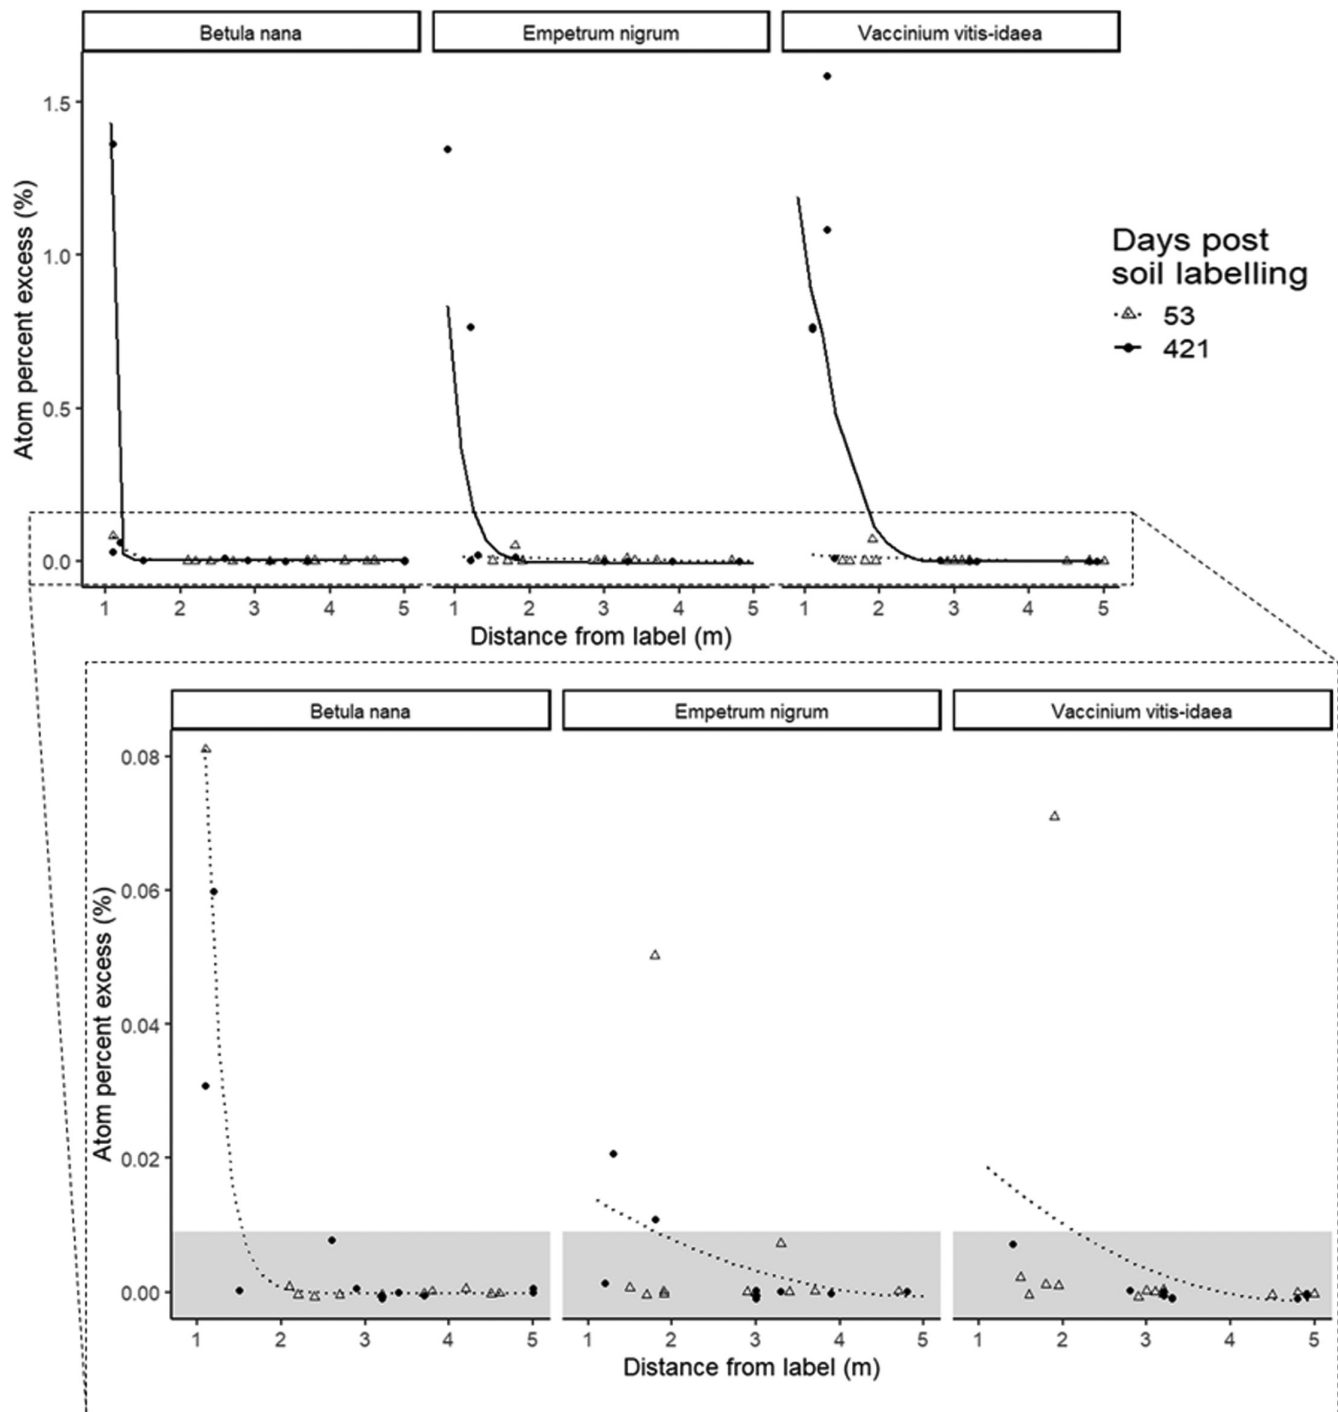 Betula nana Empetrum nigrum Vaccinium vitis-idaea
Atom percent excess (%)
1.5
1.0
0.5
0.0
1 2 3 4 5 1 2 3 4 5 1 2 3 4 5
Distance from label (m)
Days post
soil labelling
53
421
Betula nana Empetrum nigrum Vaccinium vitis-idaea
Atom percent excess (%)
0.08
0.06
0.04
0.02
0.00
1 2 3 4 5 1 2 3 4 5 1 2 3 4 5
Distance from label (m)